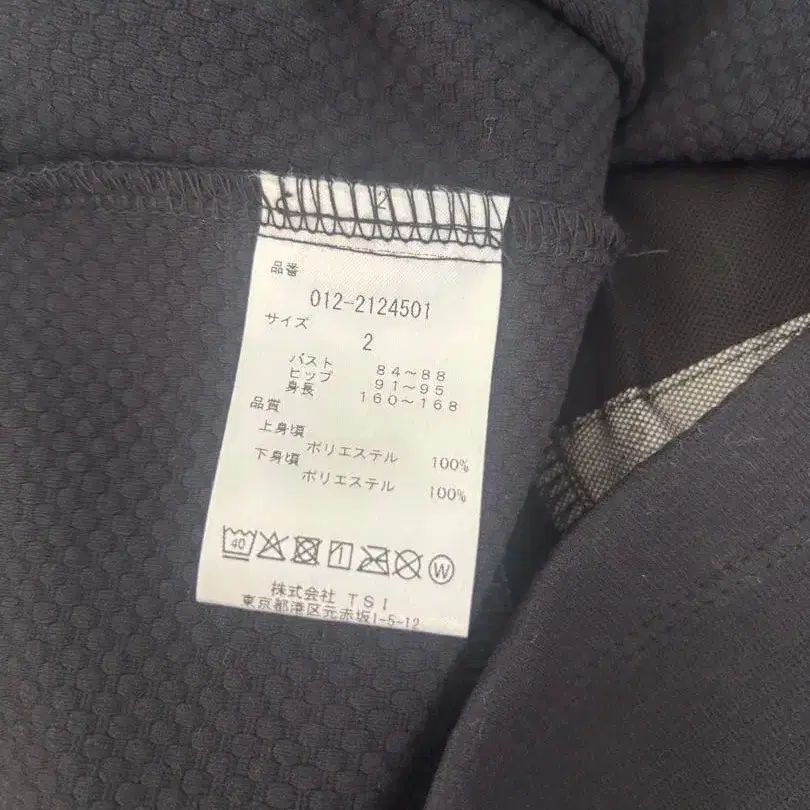 2
品番
012-2124501
サイズ
2
バスト 84～88
ヒップ 91～95
身長 160～168
品質
上身頃
ポリエステル 100%
下身頃
ポリエステル 100%
40 W
株式会社 TSI
東京都港区元赤坂1-5-12